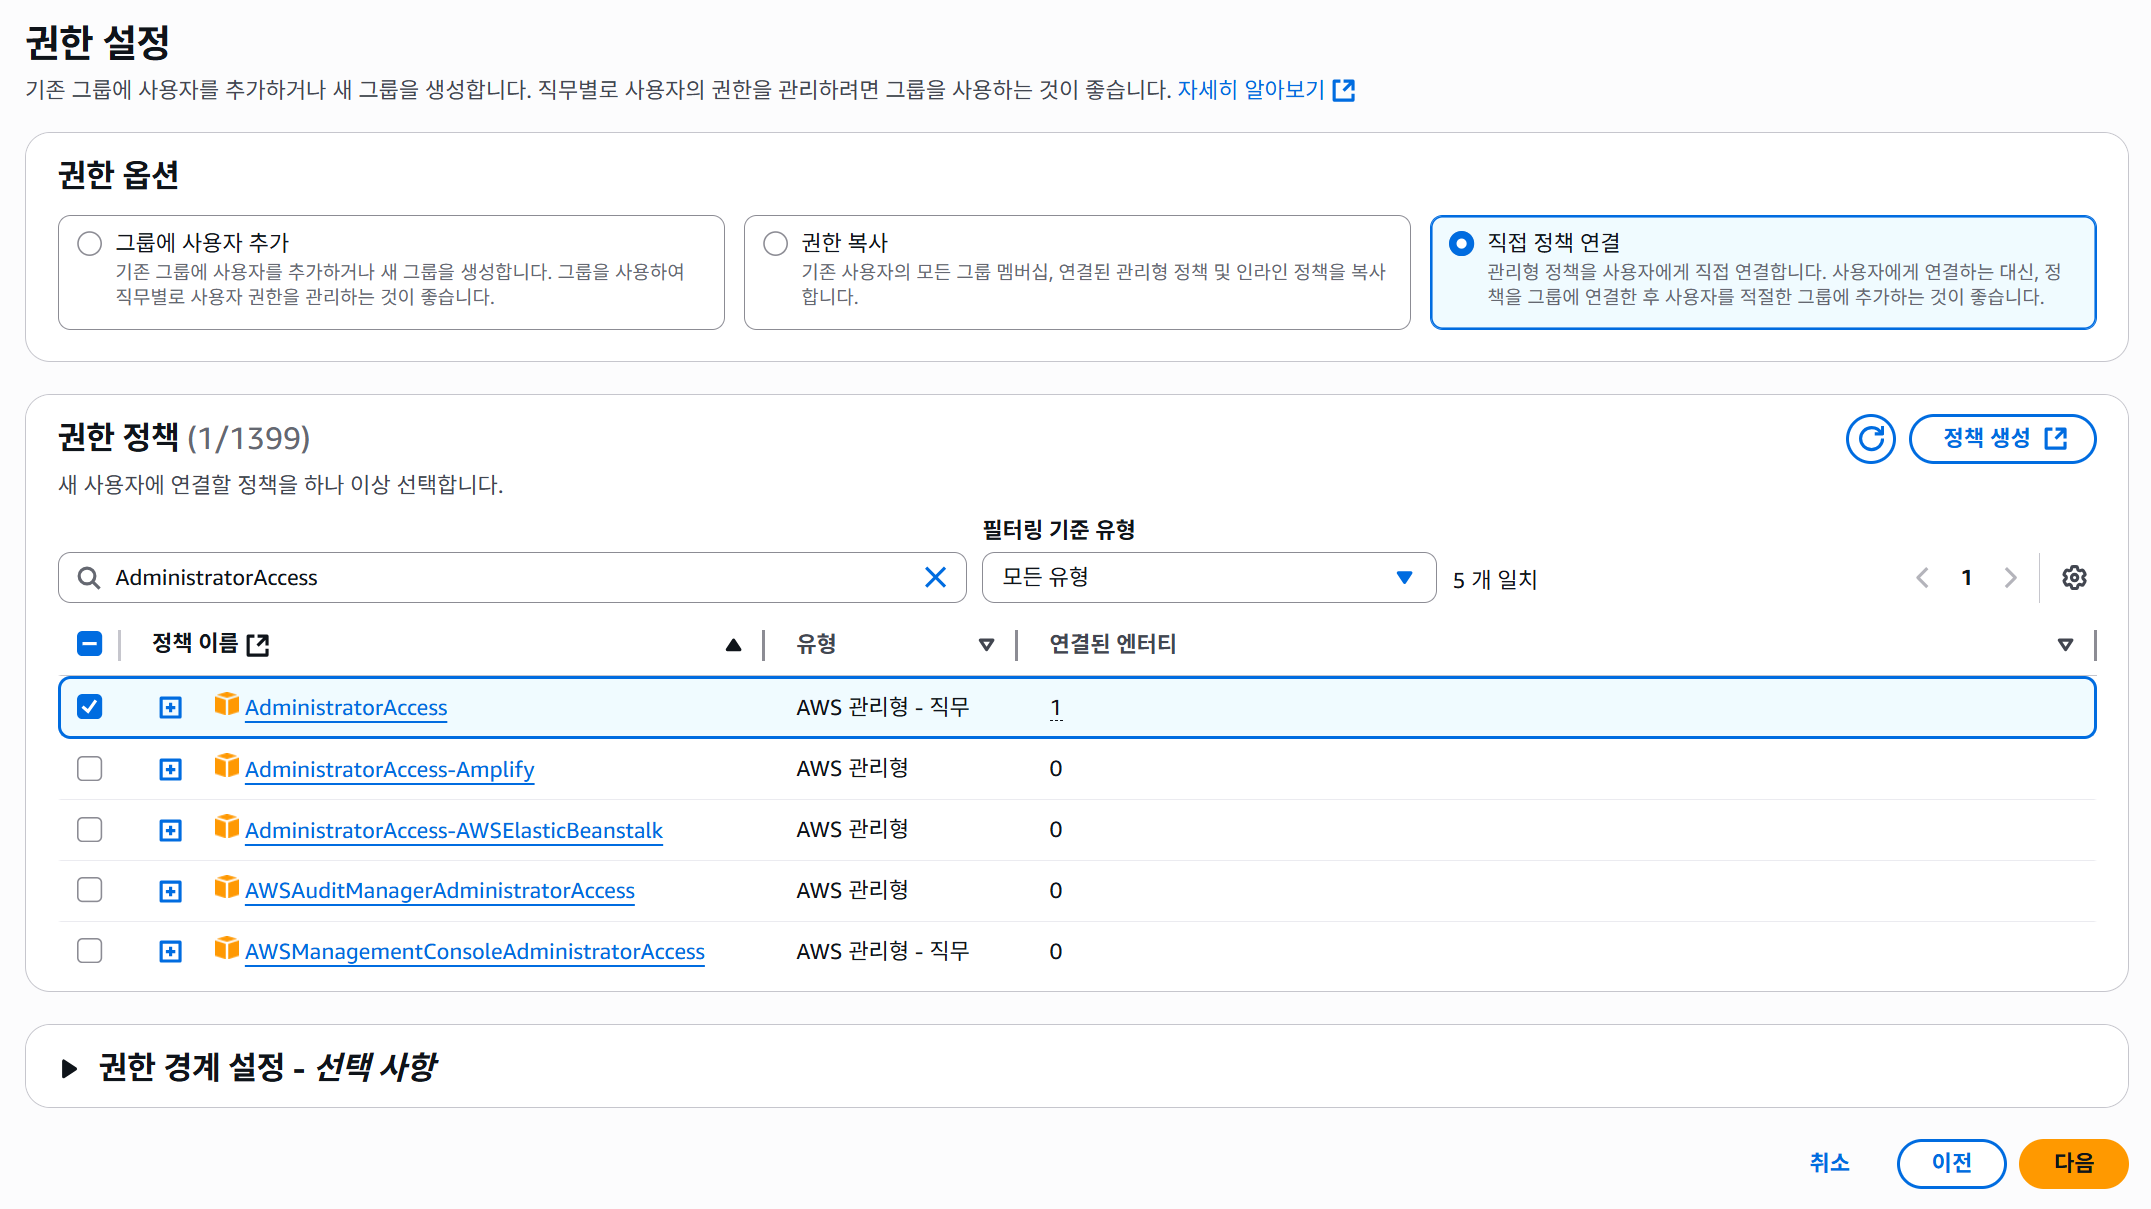 권한 설정
기존 그룹에 사용자를 추가하거나 새 그룹을 생성합니다. 직무별로 사용자의 권한을 관리하려면 그룹을 사용하는 것이 좋습니다. 자세히 알아보기
권한 옵션
그룹에 사용자 추가
기존 그룹에 사용자를 추가하거나 새 그룹을 생성합니다. 그룹을 사용하여
직무별로 사용자 권한을 관리하는 것이 좋습니다.
권한 복사
기존 사용자의 모든 그룹 멤버십, 연결된 관리형 정책 및 인라인 정책을 복사
합니다.
직접 정책 연결
관리형 정책을 사용자에게 직접 연결합니다. 사용자에게 연결하는 대신, 정
책을 그룹에 연결한 후 사용자를 적절한 그룹에 추가하는 것이 좋습니다.
권한 정책 (1/1399)
정책 생성
새 사용자에 연결할 정책을 하나 이상 선택합니다.
필터링 기준 유형
AdministratorAccess
모든 유형
5 개 일치
1
정책 이름 유형 연결된 엔터티
AdministratorAccess AWS 관리형 - 직무 1
AdministratorAccess-Amplify AWS 관리형 0
AdministratorAccess-AWSElasticBeanstalk AWS 관리형 0
AWSAuditManagerAdministratorAccess AWS 관리형 0
AWSManagementConsoleAdministratorAccess AWS 관리형 - 직무 0
권한 경계 설정 - 선택 사항
취소 이전 다음